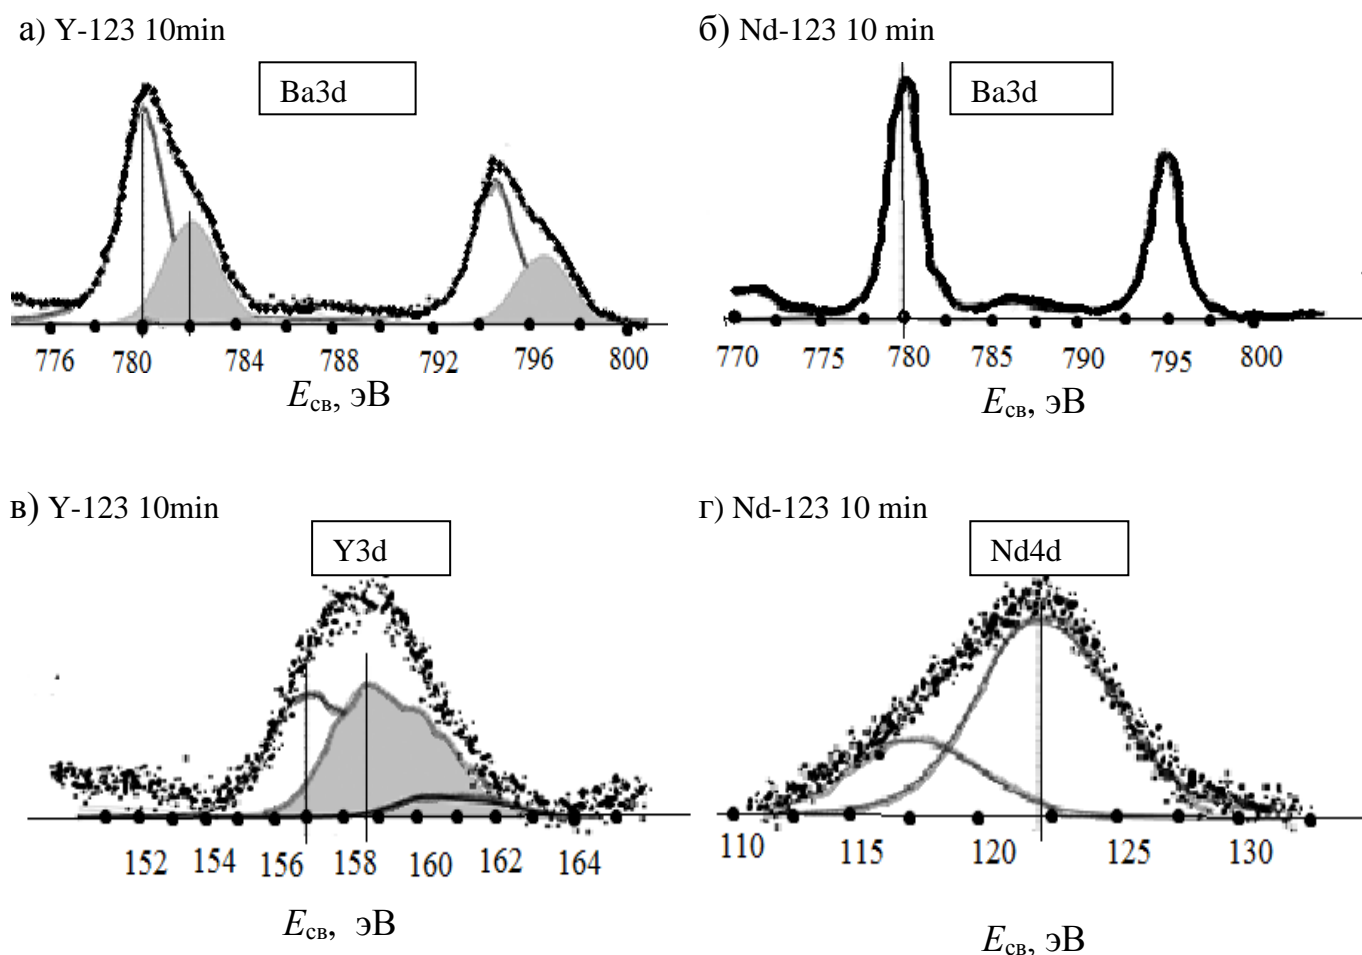 а) Y-123 10min
Ba3d
776 780 784 788 792 796 800
Eсв, эВ
б) Nd-123 10 min
Ba3d
770 775 780 785 790 795 800
Eсв, эВ
в) Y-123 10min
Y3d
152 154 156 158 160 162 164
Eсв, эВ
г) Nd-123 10 min
Nd4d
110 115 120 125 130
Eсв, эВ